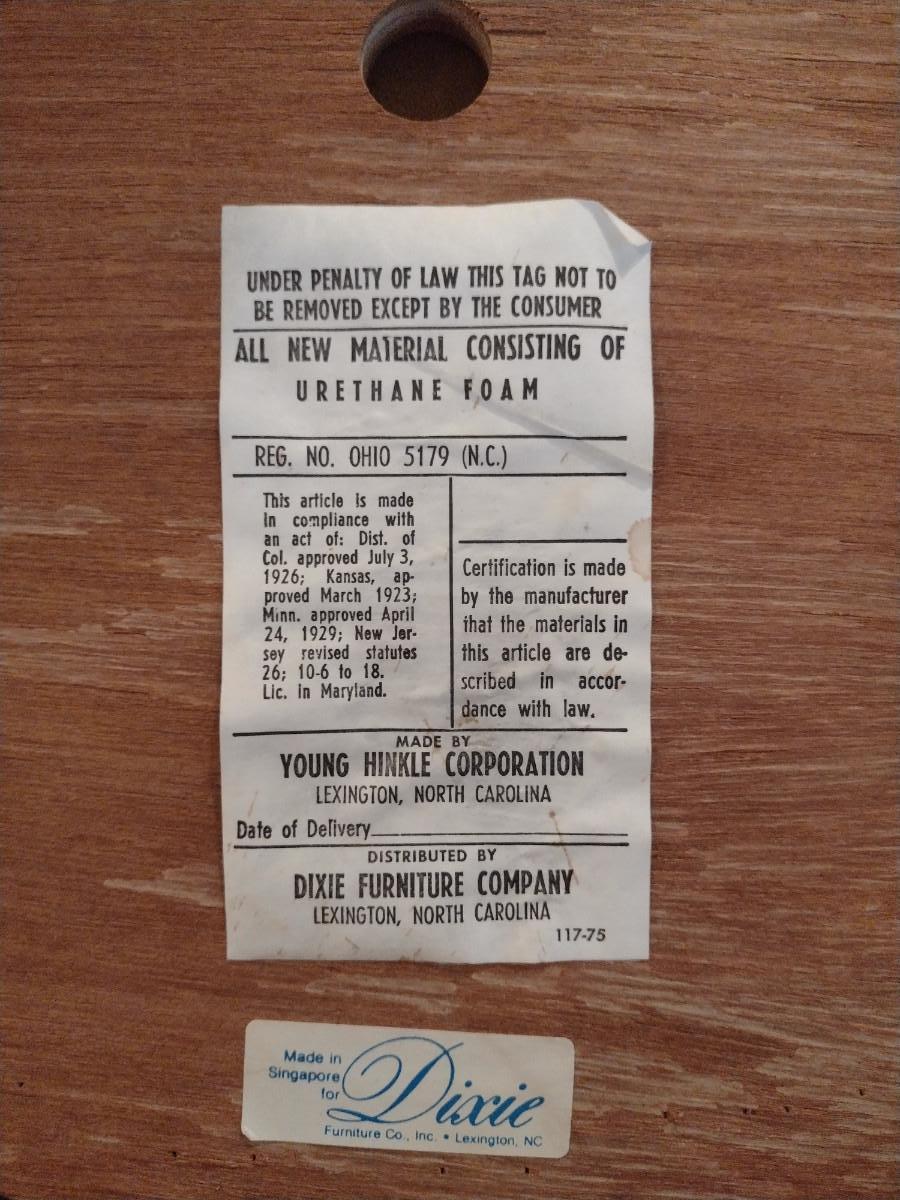 UNDER PENALTY OF LAW THIS TAG NOT TO
BE REMOVED EXCEPT BY THE CONSUMER
ALL NEW MATERIAL CONSISTING OF
URETHANE FOAM
REG. NO. OHIO 5179 (N.C.)
This article is made
in compliance with
an act of: Dist. of
Col. approved July 3,
1926; Kansas, ap-
proved March 1923;
Minn. approved April
24, 1929; New Jer-
sey revised statutes
26; 10-6 to 18.
Lic. in Maryland.
Certification is made
by the manufacturer
that the materials in
this article are de-
scribed in accor-
dance with law.
MADE BY
YOUNG HINKLE CORPORATION
LEXINGTON, NORTH CAROLINA
Date of Delivery
DISTRIBUTED BY
DIXIE FURNITURE COMPANY
LEXINGTON, NORTH CAROLINA
117-75
Made in
Singapore
for
Dixie
Furniture Co., Inc. • Lexington, NC